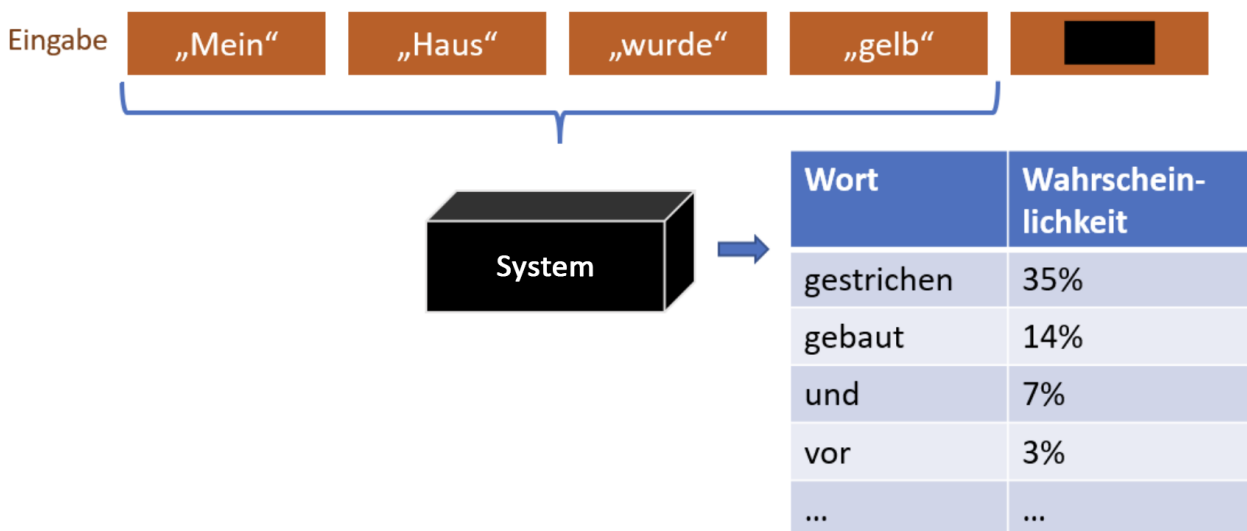 Eingabe „Mein“ „Haus“ „wurde“ „gelb“
System
Wort Wahrschein-
lichkeit
gestrichen 35%
gebaut 14%
und 7%
vor 3%
... ...